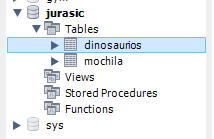 jurasic
Tables
dinosaurios
mochila
Views
Stored Procedures
Functions
sys